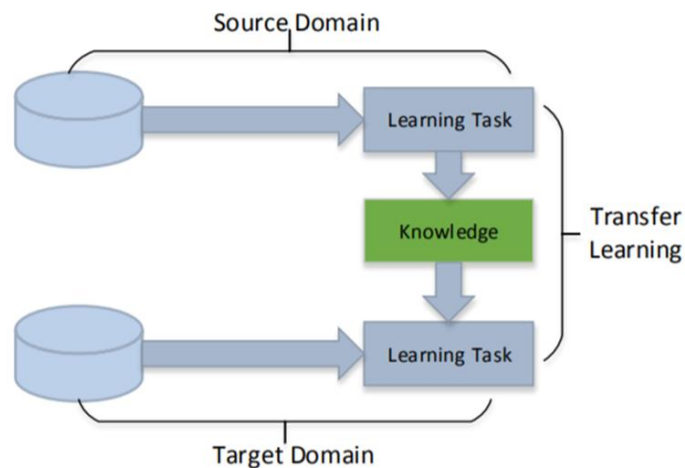 Source Domain
Learning Task
Knowledge
Transfer
Learning
Learning Task
Target Domain